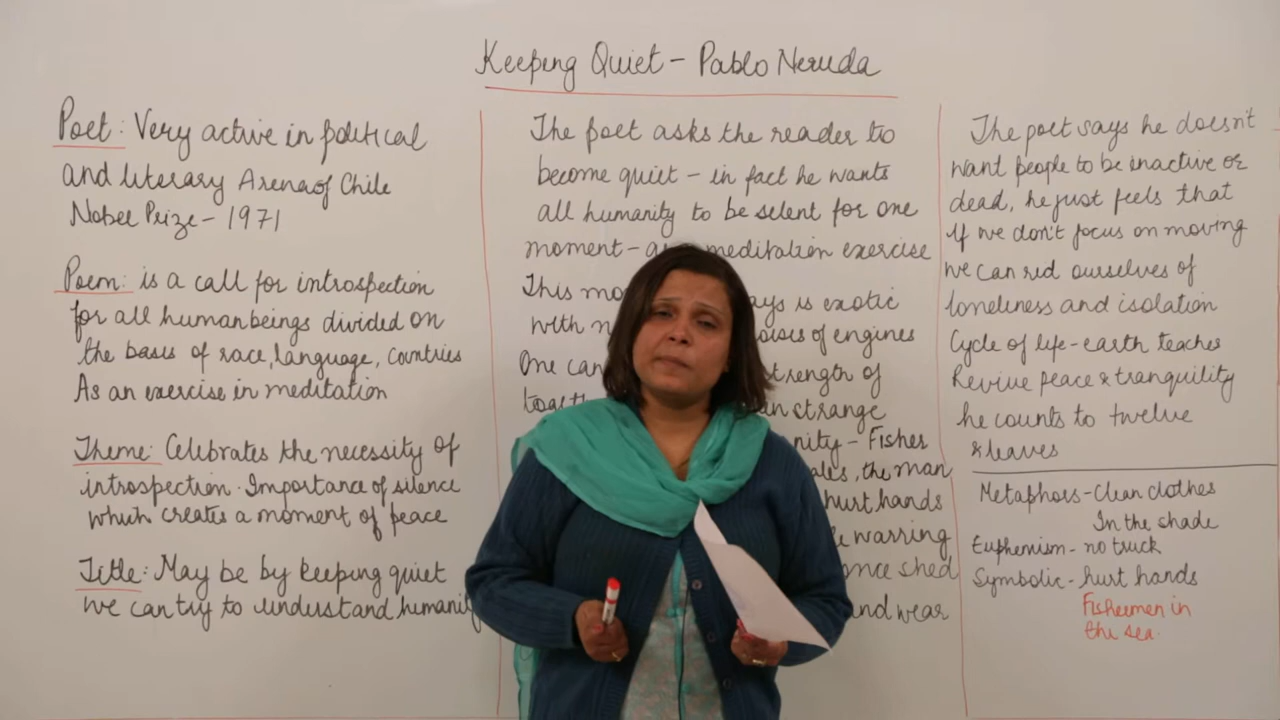 Keeping Quiet - Pablo Neruda
Poet: Very active in political
and literary Arena of Chile
Nobel Prize - 1971
Poem: is a call for introspection
for all human beings divided on
the basis of race, language, countries
As an exercise in meditation
Theme: Celebrates the necessity of
introspection. Importance of silence
which creates a moment of peace
Title: May be by keeping quiet
we can try to understand humanity
The poet asks the reader to
become quiet - in fact he wants
all humanity to be silent for one
moment - meditation exercise
This is exotic
with noises of engines
One can strength of
strange
Fisher
the man
hurt hands
warring
shed
and wear
The poet says he doesn't
want people to be inactive or
dead, he just feels that
if we don't focus on moving
we can rid ourselves of
loneliness and isolation
Cycle of life - earth teaches
Revive peace & tranquility
he counts to twelve
& leaves
Metaphors - clean clothes
In the shade
Euphemism - no truck
Symbolic - hurt hands
Fishermen in
the sea.